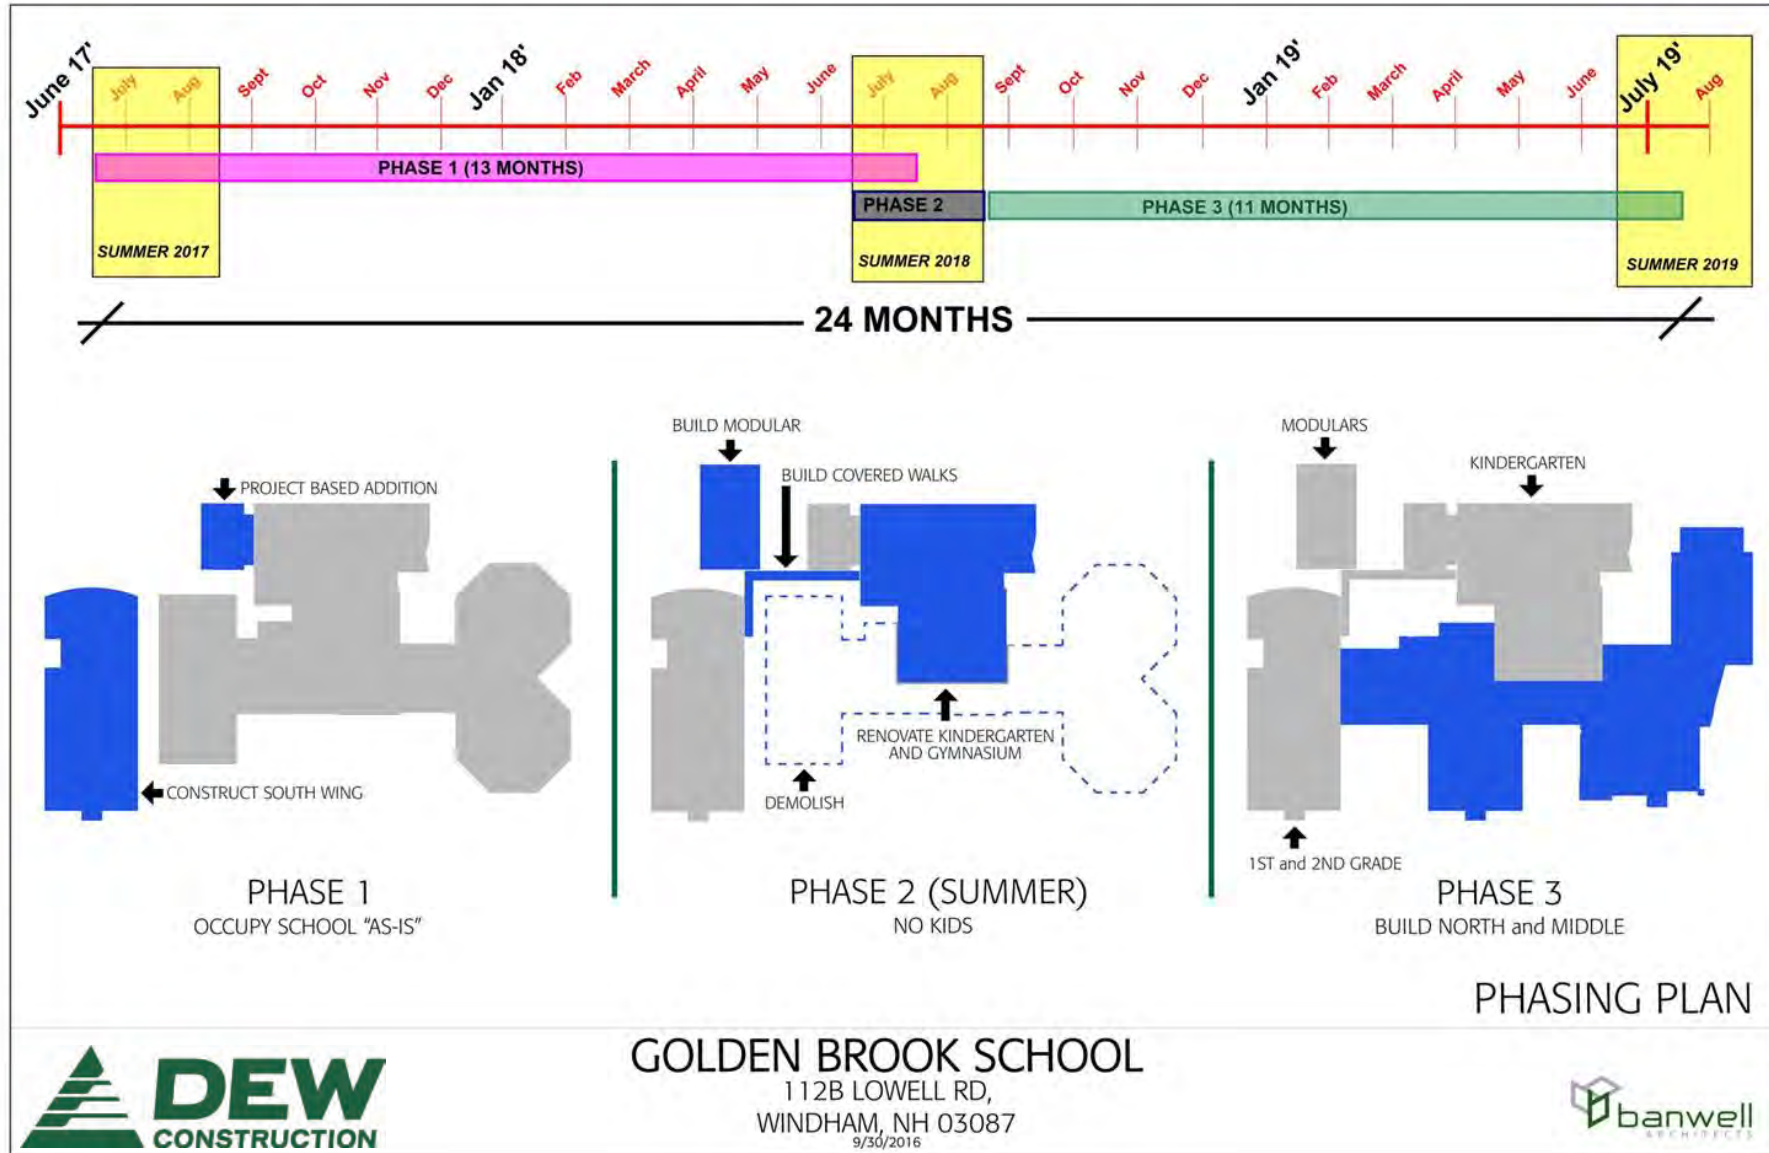 June 17'
July
Aug
Sept
Oct
Nov
Dec
Jan 18'
Feb
March
April
May
June
July
Aug
Sept
Oct
Nov
Dec
Jan 19'
Feb
March
April
May
June
July 19'
Aug
PHASE 1 (13 MONTHS)
PHASE 2
PHASE 3 (11 MONTHS)
SUMMER 2017
SUMMER 2018
SUMMER 2019
24 MONTHS
PROJECT BASED ADDITION
CONSTRUCT SOUTH WING
PHASE 1
OCCUPY SCHOOL "AS-IS"
BUILD MODULAR
BUILD COVERED WALKS
RENOVATE KINDERGARTEN
AND GYMNASIUM
DEMOLISH
PHASE 2 (SUMMER)
NO KIDS
MODULARS
KINDERGARTEN
1ST and 2ND GRADE
PHASE 3
BUILD NORTH and MIDDLE
PHASING PLAN
DEW
CONSTRUCTION
GOLDEN BROOK SCHOOL
112B LOWELL RD,
WINDHAM, NH 03087
9/30/2016
banwell
ARCHITECTS